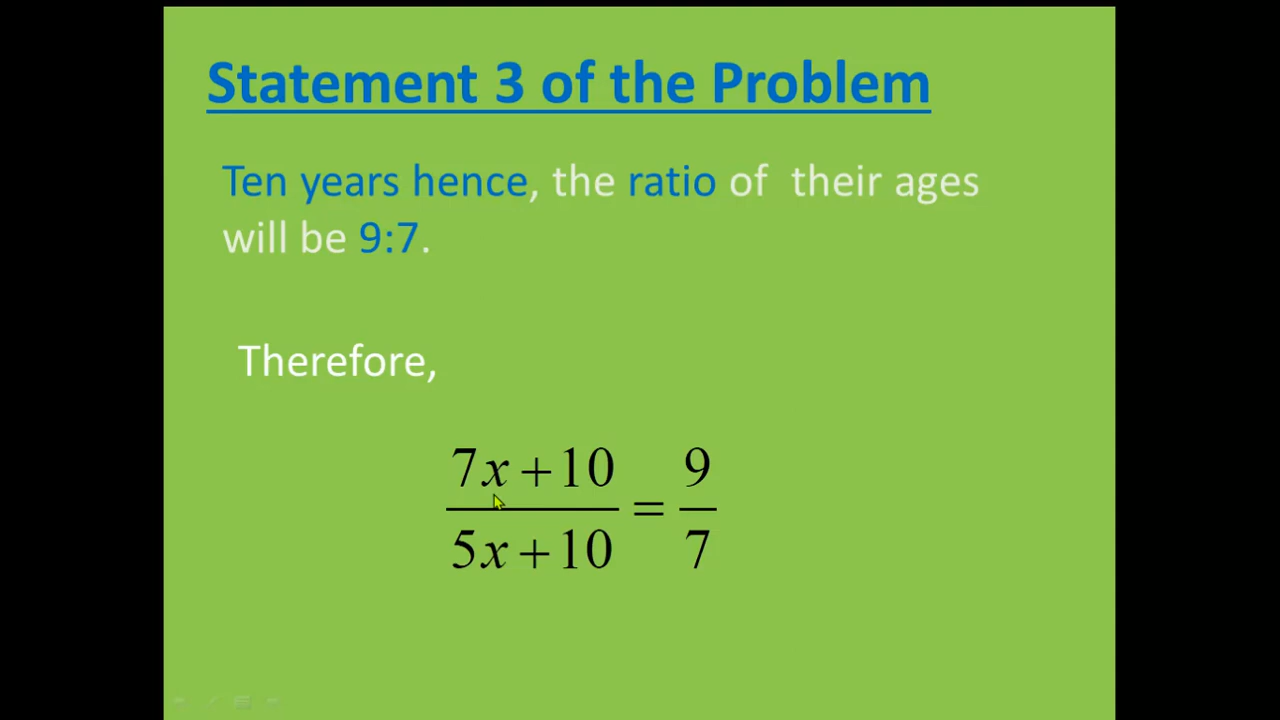 Statement 3 of the Problem
Ten years hence, the ratio of their ages
will be 9:7.
Therefore,
7x+10 = 9
5x+10 7